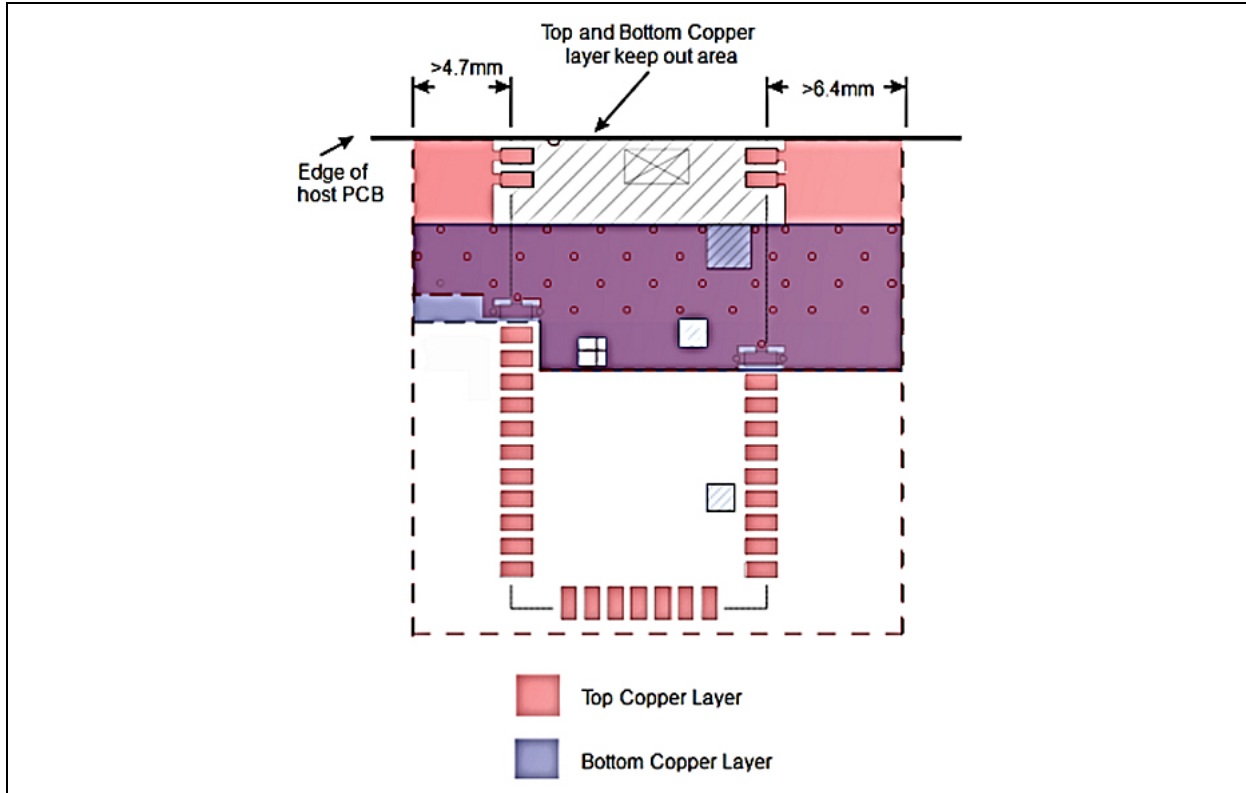 Top and Bottom Copper
layer keep out area
>4.7mm
>6.4mm
Edge of
host PCB
Top Copper Layer
Bottom Copper Layer